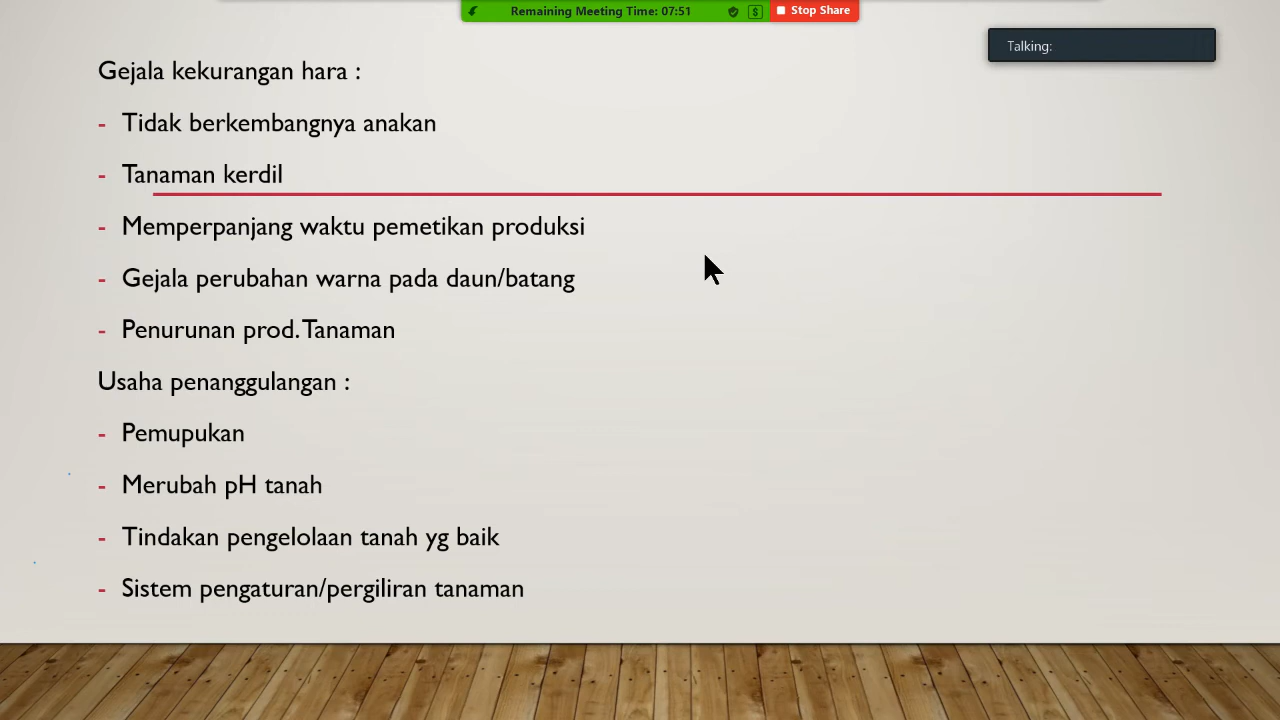 Remaining Meeting Time: 07:51
Stop Share
Talking:
Gejala kekurangan hara :
- Tidak berkembangnya anakan
- Tanaman kerdil
- Memperpanjang waktu pemetikan produksi
- Gejala perubahan warna pada daun/batang
- Penurunan prod. Tanaman
Usaha penanggulangan :
- Pemupukan
- Merubah pH tanah
- Tindakan pengelolaan tanah yg baik
- Sistem pengaturan/pergiliran tanaman